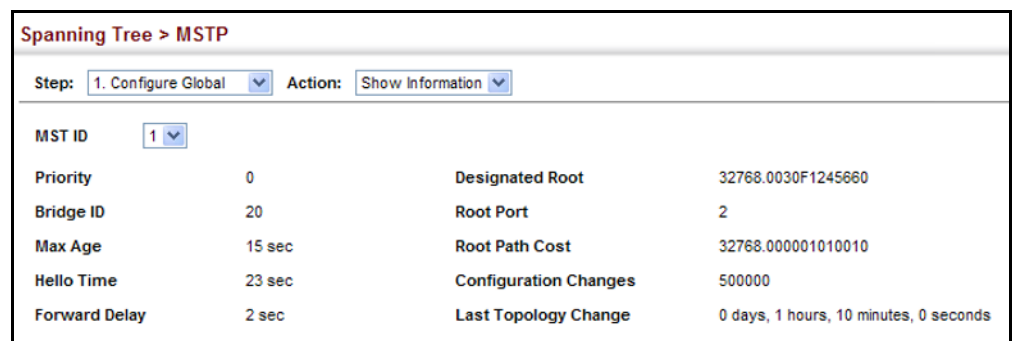 Spanning Tree > MSTP
Step: 1. Configure Global Action: Show Information
MST ID 1
Priority 0 Designated Root 32768.0030F1245660
Bridge ID 20 Root Port 2
Max Age 15 sec Root Path Cost 32768.000001010010
Hello Time 23 sec Configuration Changes 500000
Forward Delay 2 sec Last Topology Change 0 days, 1 hours, 10 minutes, 0 seconds